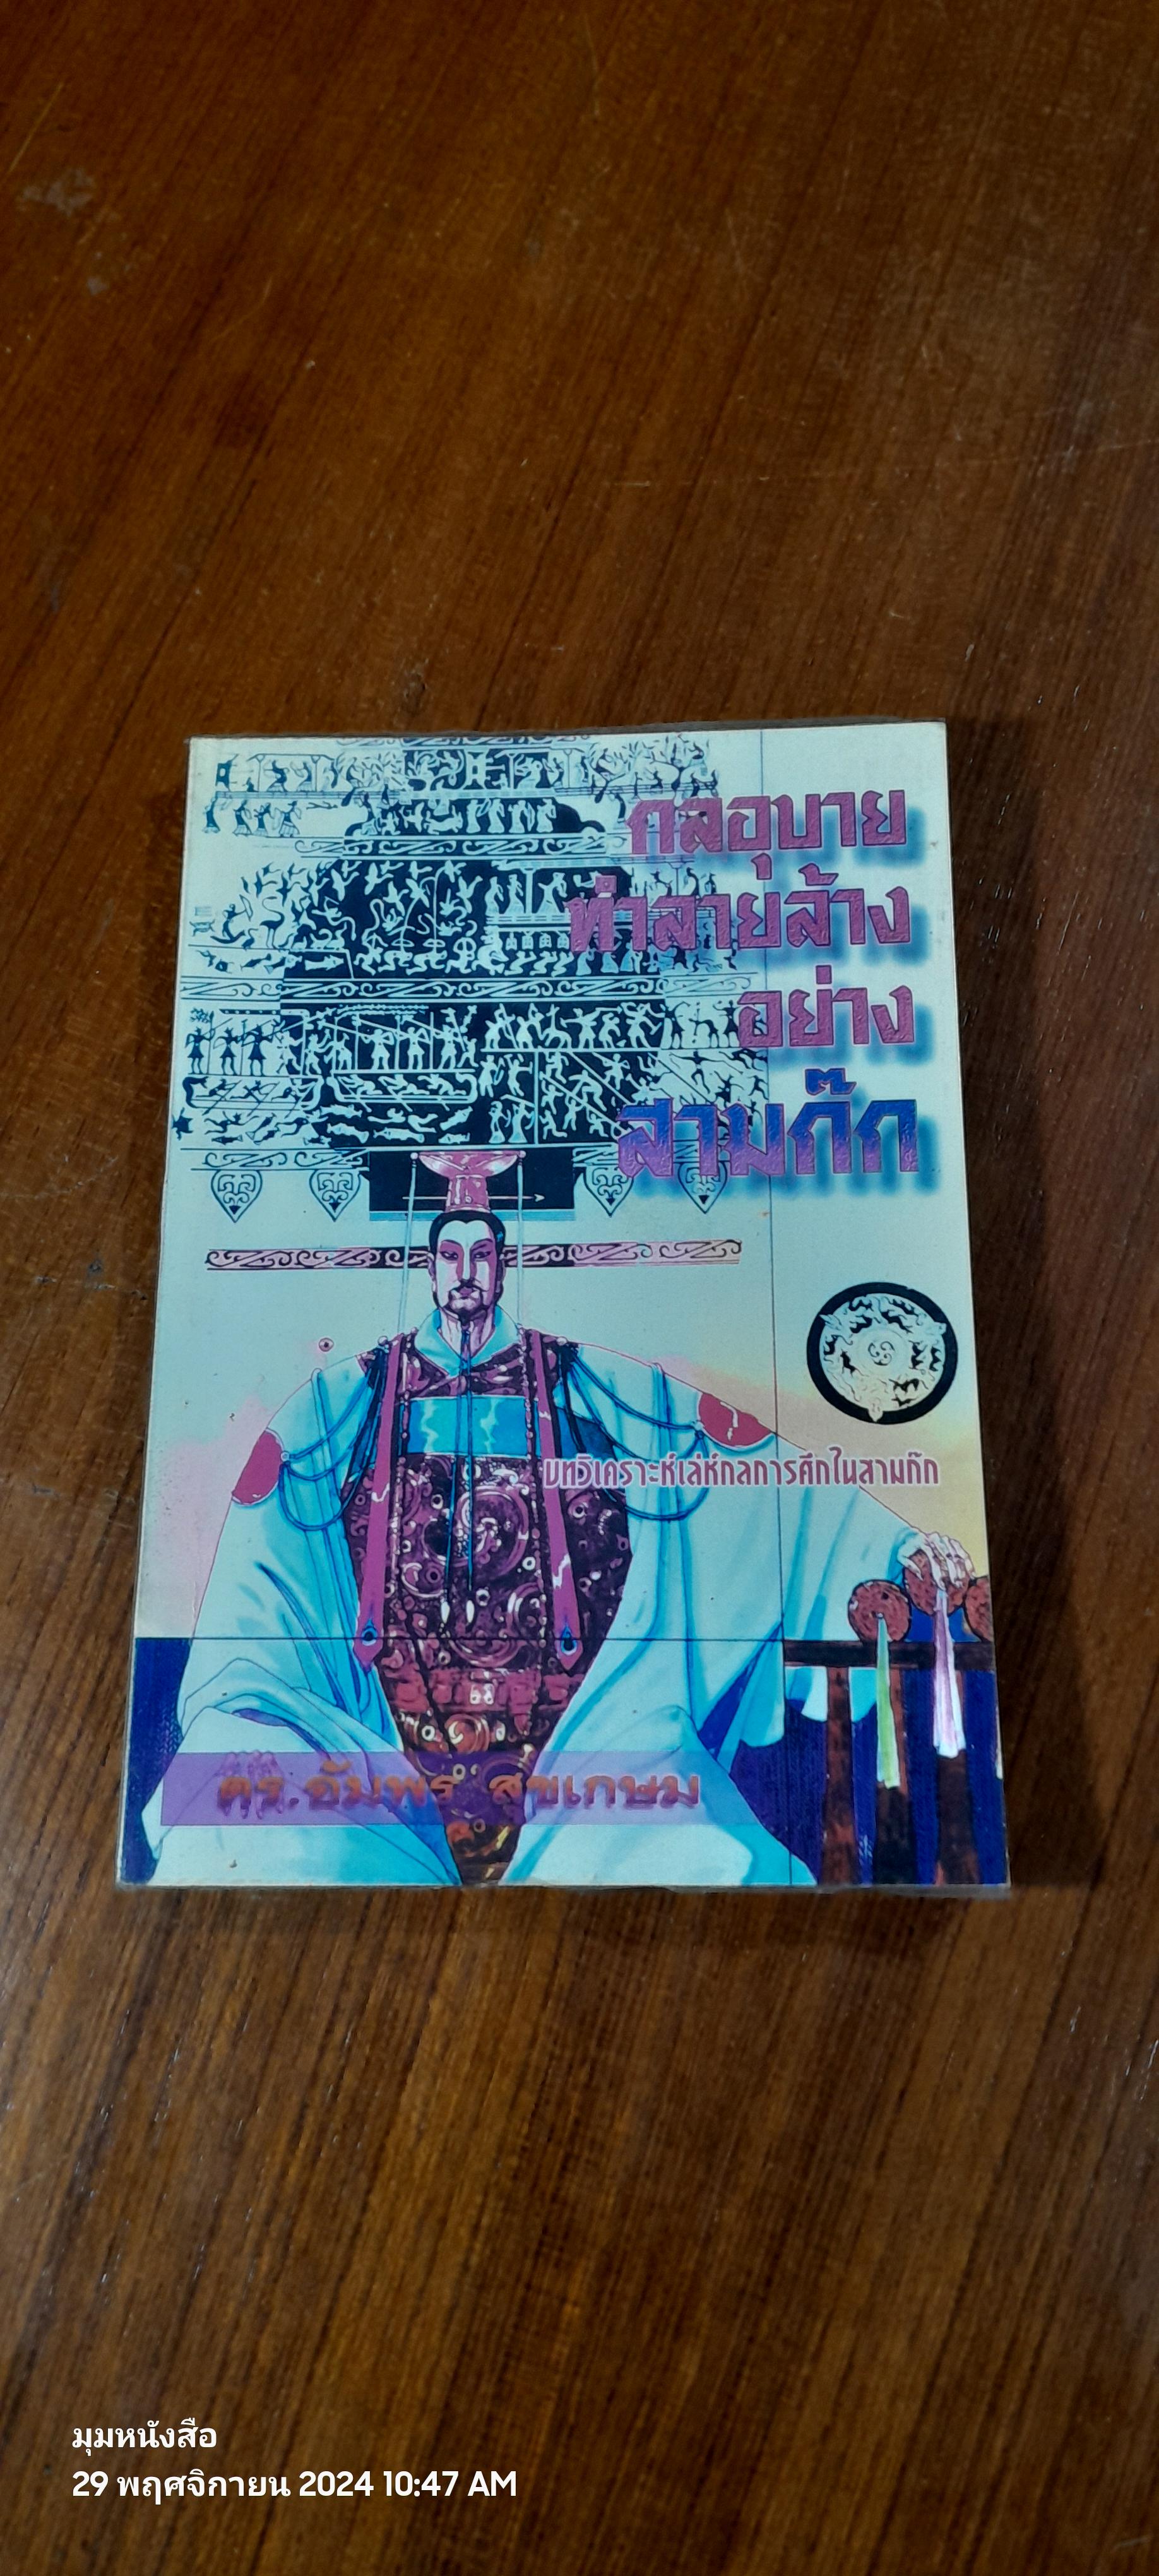 กลอุบาย
ทำลายล้าง
อย่าง
สามก๊ก
บทวิเคราะห์เล่ห์กลการศึกในสามก๊ก
ดร.อัมพร สุขเกษม
มุมหนังสือ
29 พฤศจิกายน 2024 10:47 AM